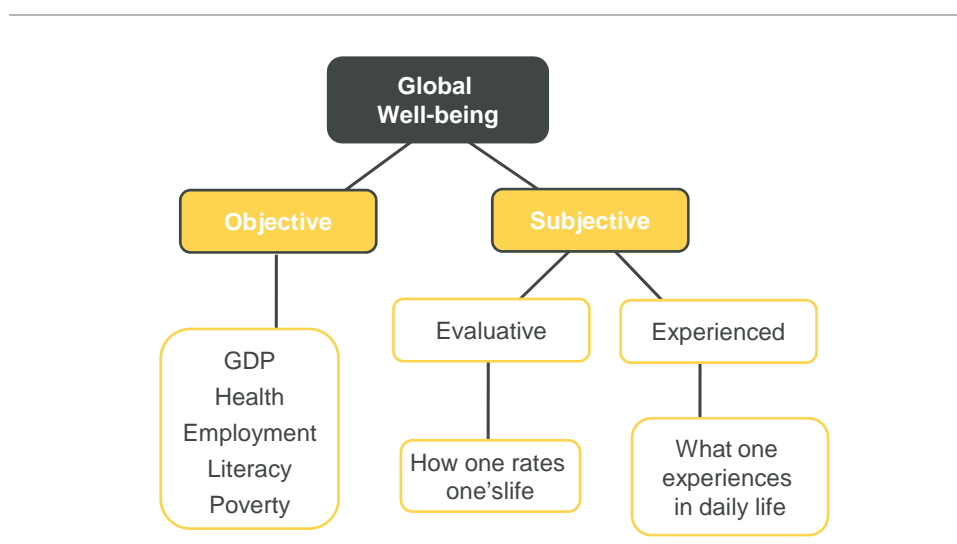 Global
Well-being
Objective
Subjective
GDP
Health
Employment
Literacy
Poverty
Evaluative
Experienced
How one rates
one'slife
What one
experiences
in daily life